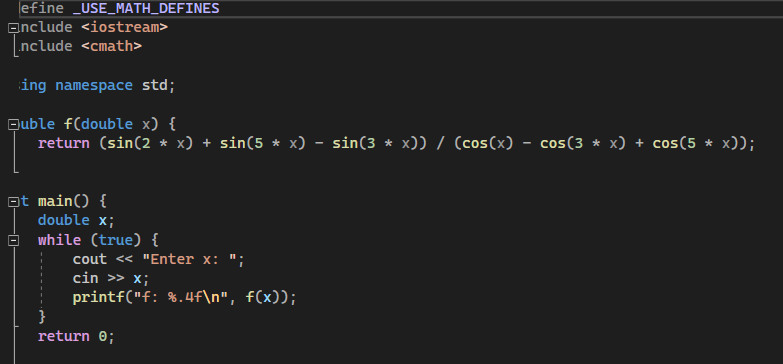 efine _USE_MATH_DEFINES
nclude <iostream>
nclude <cmath>
ing namespace std;
uble f(double x) {
return (sin(2 * x) + sin(5 * x) - sin(3 * x)) / (cos(x) - cos(3 * x) + cos(5 * x));
t main() {
double x;
while (true) {
cout << "Enter x: ";
cin >> x;
printf("f: %.4f\n", f(x));
}
return 0;